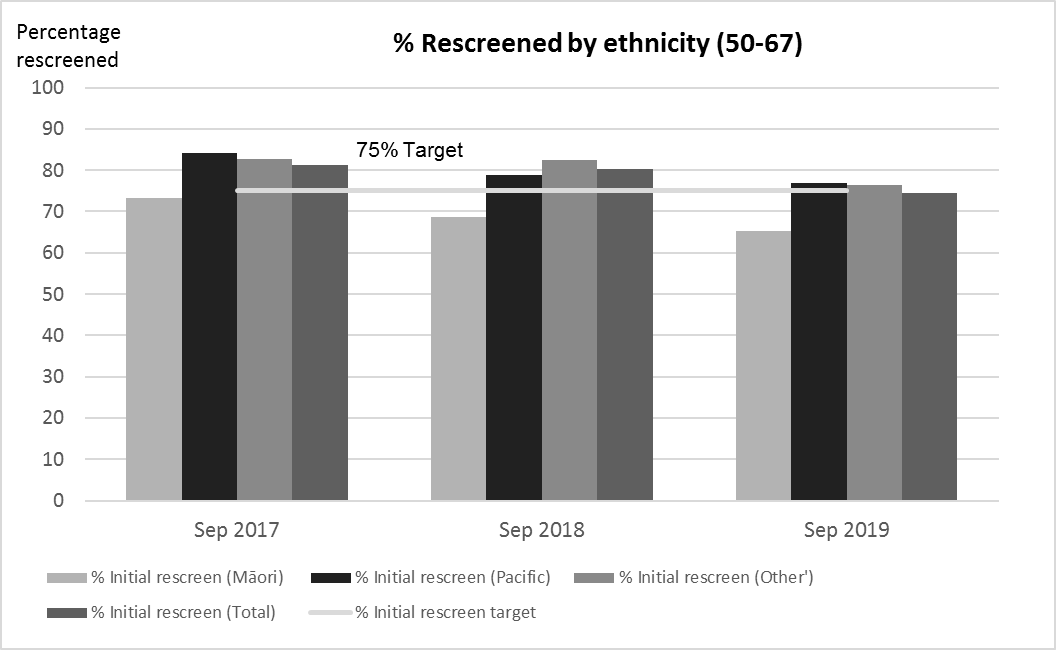 Percentage
rescreened
% Rescreened by ethnicity (50-67)
100
90
80
70
60
50
40
30
20
10
0
75% Target
Sep 2017
Sep 2018
Sep 2019
% Initial rescreen (Māori)
% Initial rescreen (Pacific)
% Initial rescreen (Other')
% Initial rescreen (Total)
% Initial rescreen target